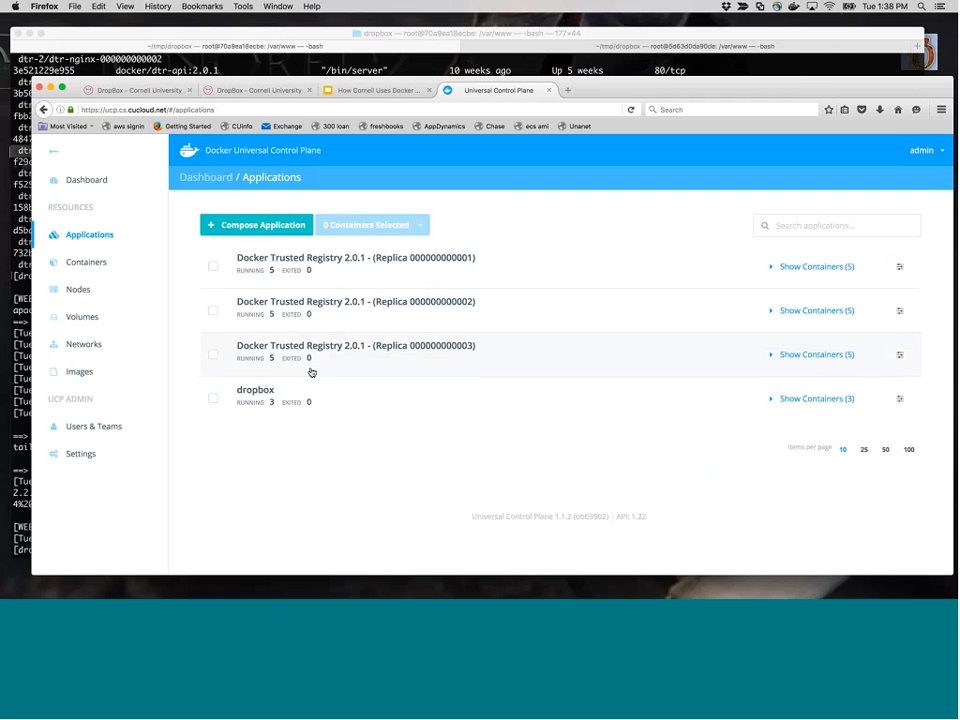 Firefox File Edit View History Bookmarks Tools Window Help Tue 1:38 PM
dropbox — root@70a9ea18ecbe: /var/www — -bash — 177×44
~/tmp/dropbox — root@70a9ea18ecbe: /var/www — -bash ~/tmp/dropbox — root@5d63d0da90de: /var/www — -bash +
dtr-2/dtr-nginx-000000000002
3e521229e955 docker/dtr-api:2.0.1 "/bin/server" 10 weeks ago Up 5 weeks 80/tcp
DropBox - Cornell University DropBox - Cornell University How Cornell Uses Docker ... Universal Control Plane
https://ucp.cs.cucloud.net/#/applications Search
Most Visited aws signin Getting Started CUinfo Exchange 300 loan freshbooks AppDynamics Chase ecs ami Unanet
Docker Universal Control Plane admin
Dashboard / Applications
Dashboard
RESOURCES
Applications
Containers
Nodes
Volumes
Networks
Images
UCP ADMIN
Users & Teams
Settings
+ Compose Application 0 Containers Selected Search applications...
Docker Trusted Registry 2.0.1 - (Replica 000000000001)
RUNNING 5 EXITED 0 Show Containers (5)
Docker Trusted Registry 2.0.1 - (Replica 000000000002)
RUNNING 5 EXITED 0 Show Containers (5)
Docker Trusted Registry 2.0.1 - (Replica 000000000003)
RUNNING 5 EXITED 0 Show Containers (5)
dropbox
RUNNING 3 EXITED 0 Show Containers (3)
Items per page 10 25 50 100
Universal Control Plane 1.1.2 (bbb5902) | API: 1.22